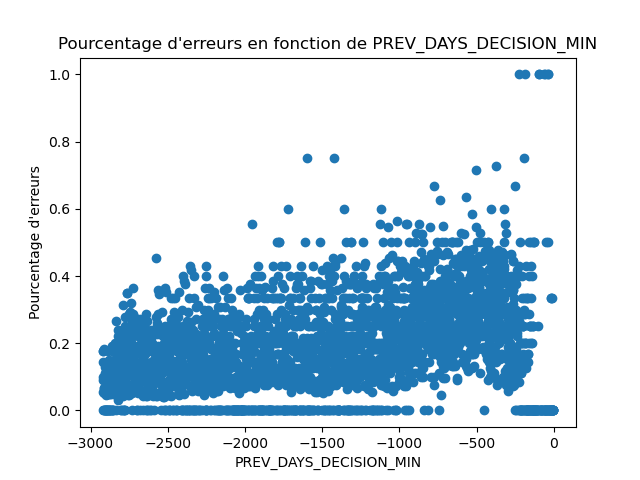 Pourcentage d'erreurs en fonction de PREV_DAYS_DECISION_MIN
1.0
0.8
0.6
0.4
0.2
0.0
Pourcentage d'erreurs
−3000 −2500 −2000 −1500 −1000 −500 0
PREV_DAYS_DECISION_MIN